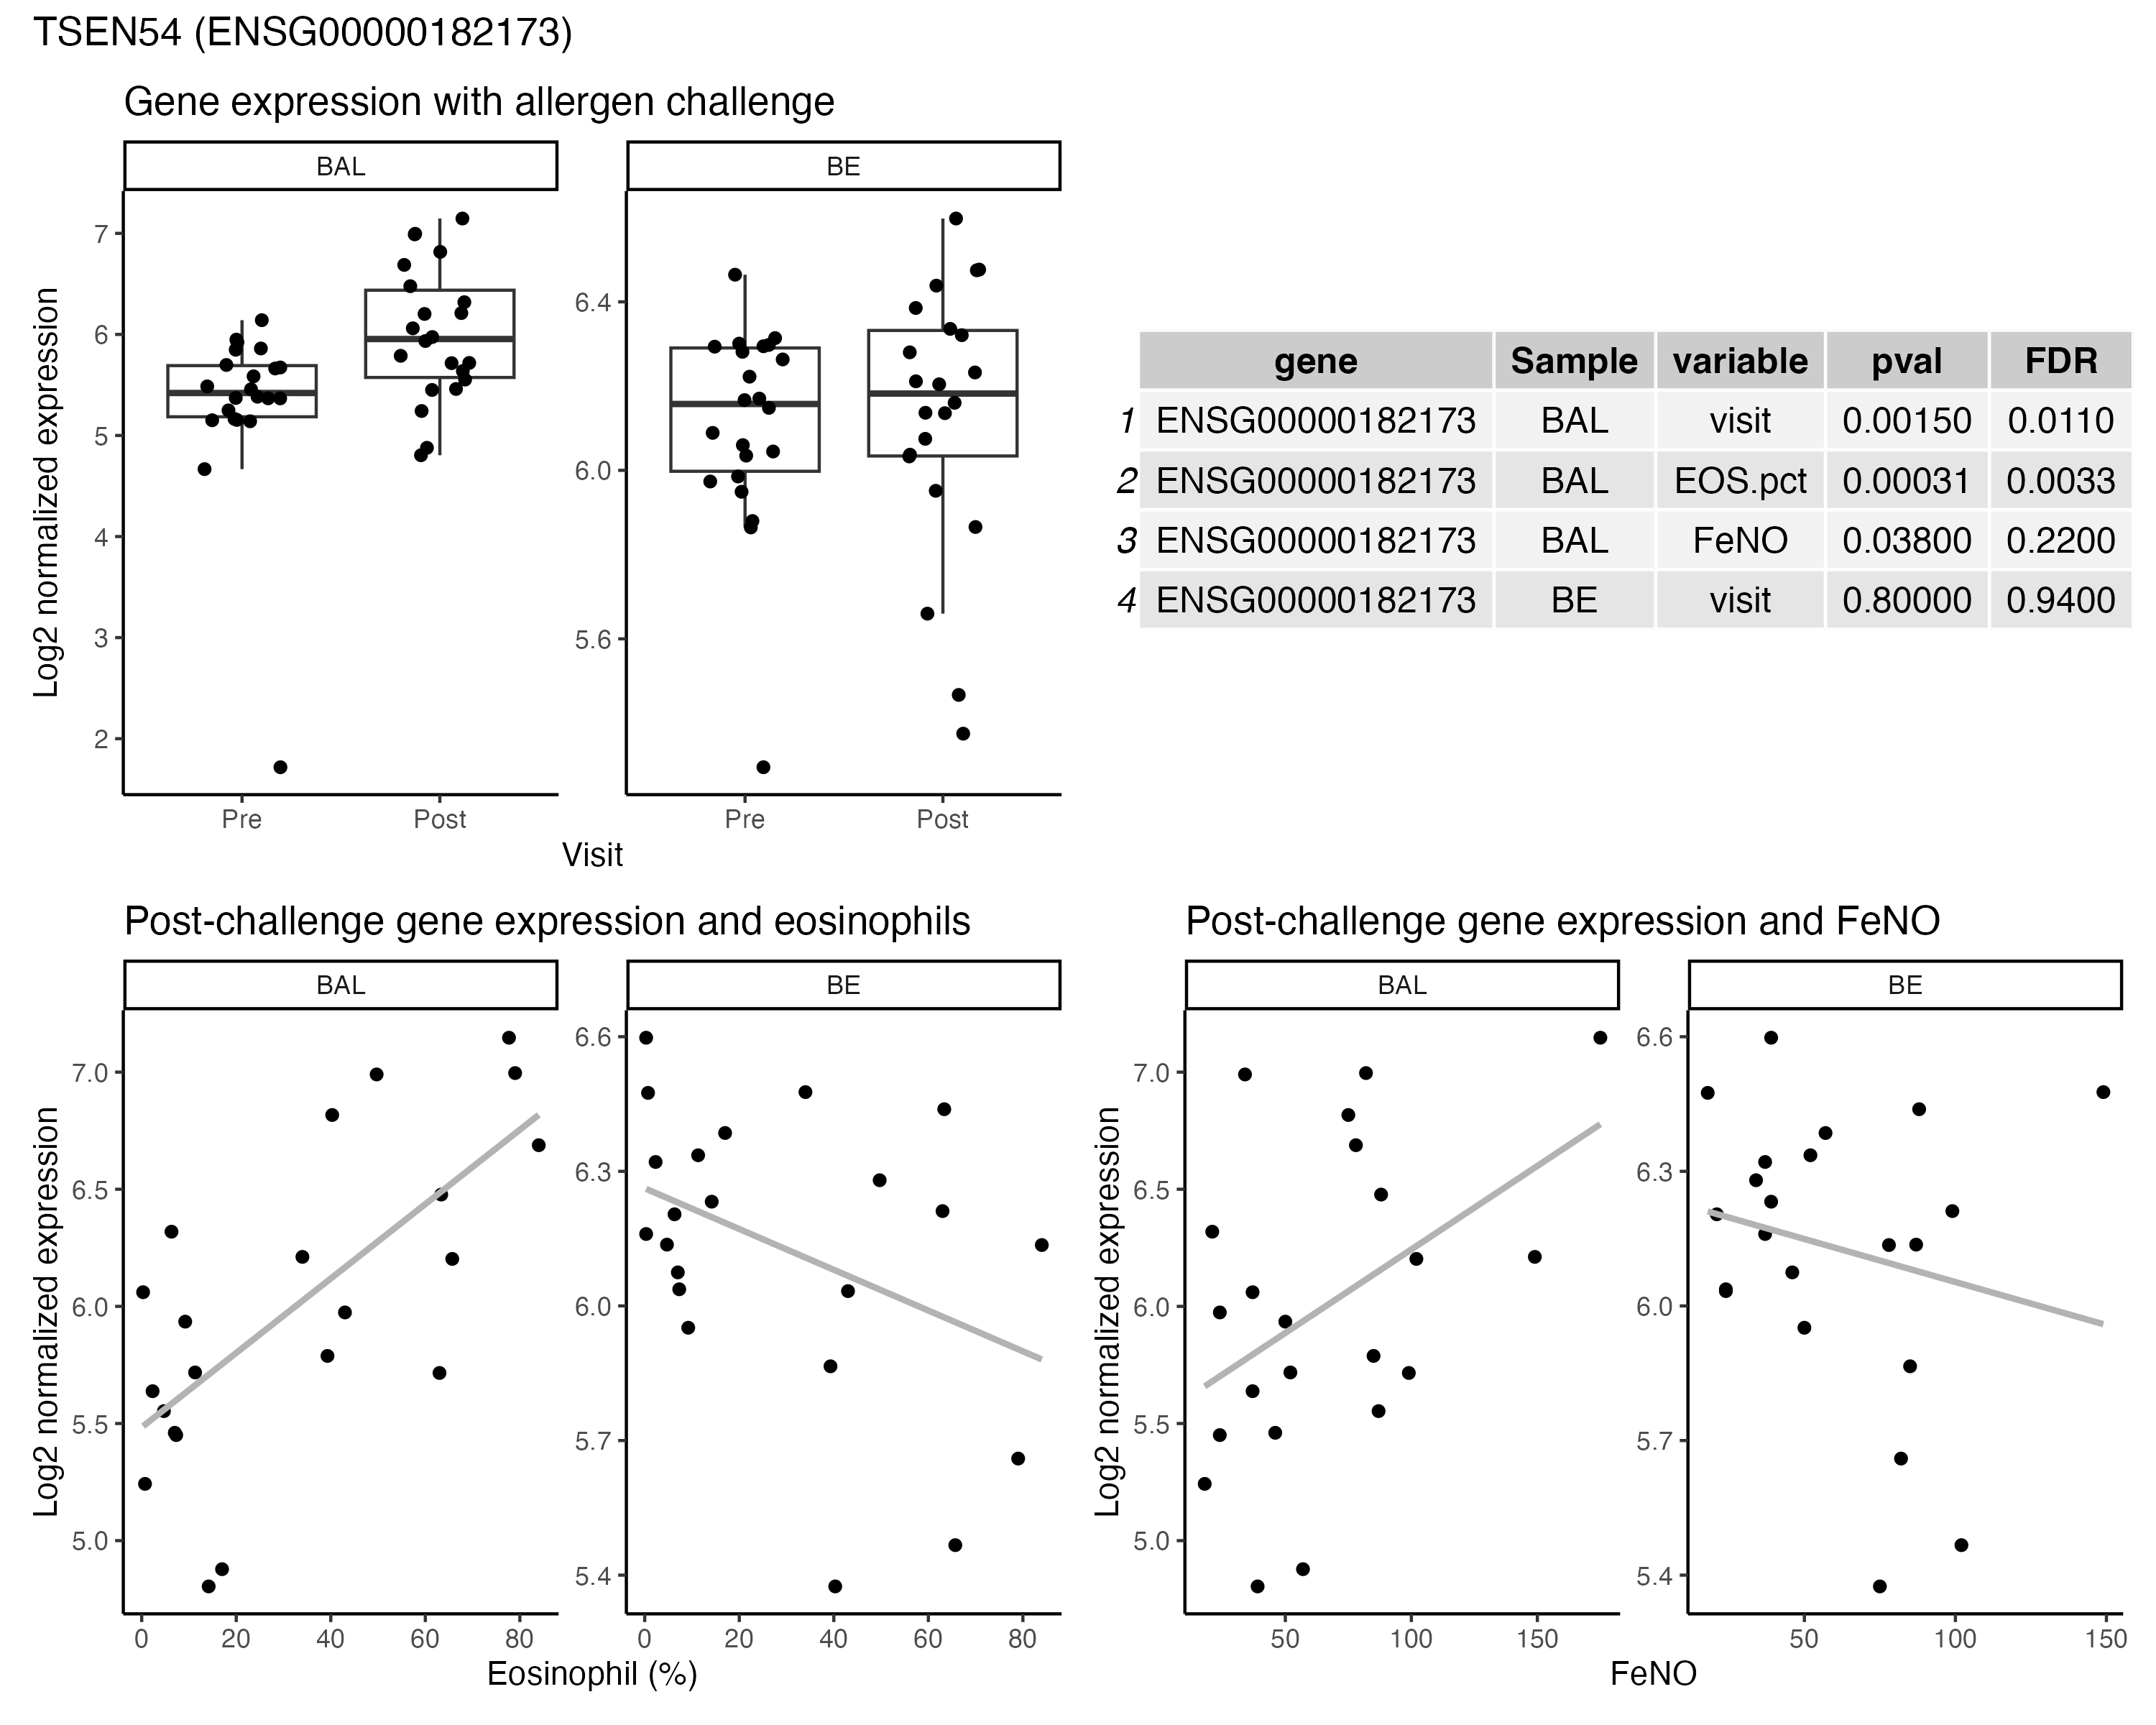 TSEN54 (ENSG00000182173)
Gene expression with allergen challenge
BAL
BE
Log2 normalized expression
7
6
5
4
3
2
6.4
6.0
5.6
Pre
Post
Pre
Post
Visit
gene Sample variable pval FDR
1 ENSG00000182173 BAL visit 0.00150 0.0110
2 ENSG00000182173 BAL EOS.pct 0.00031 0.0033
3 ENSG00000182173 BAL FeNO 0.03800 0.2200
4 ENSG00000182173 BE visit 0.80000 0.9400
Post-challenge gene expression and eosinophils
BAL
BE
Log2 normalized expression
7.0
6.5
6.0
5.5
5.0
6.6
6.3
6.0
5.7
5.4
0 20 40 60 80
0 20 40 60 80
Eosinophil (%)
Post-challenge gene expression and FeNO
BAL
BE
Log2 normalized expression
7.0
6.5
6.0
5.5
5.0
6.6
6.3
6.0
5.7
5.4
50 100 150
50 100 150
FeNO